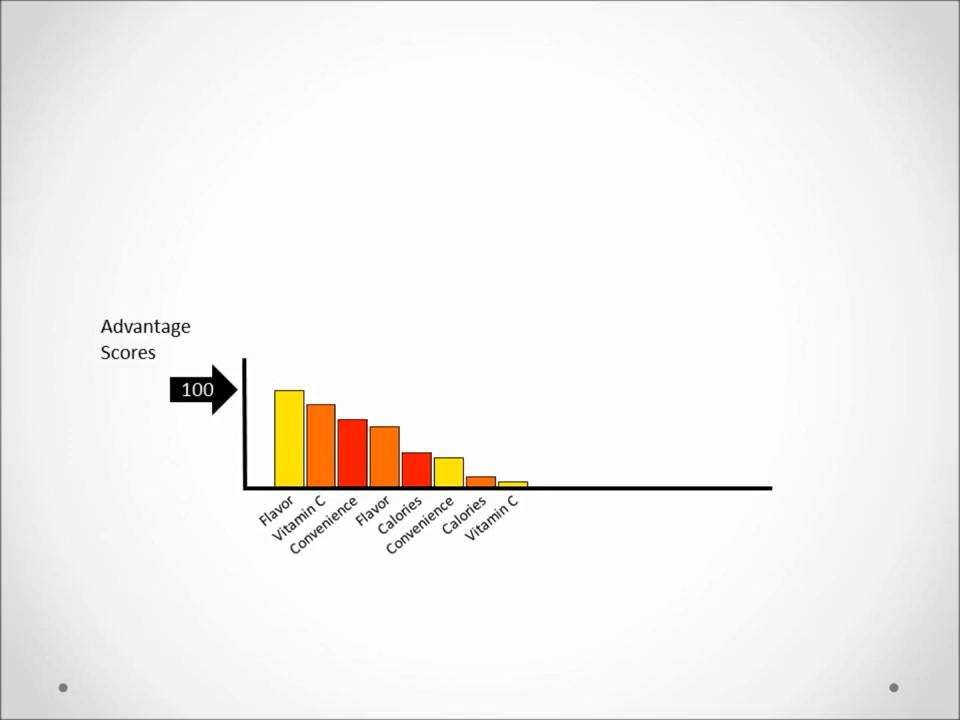 Advantage
Scores
100
Flavor
Vitamin C
Convenience
Flavor
Calories
Convenience
Calories
Vitamin C